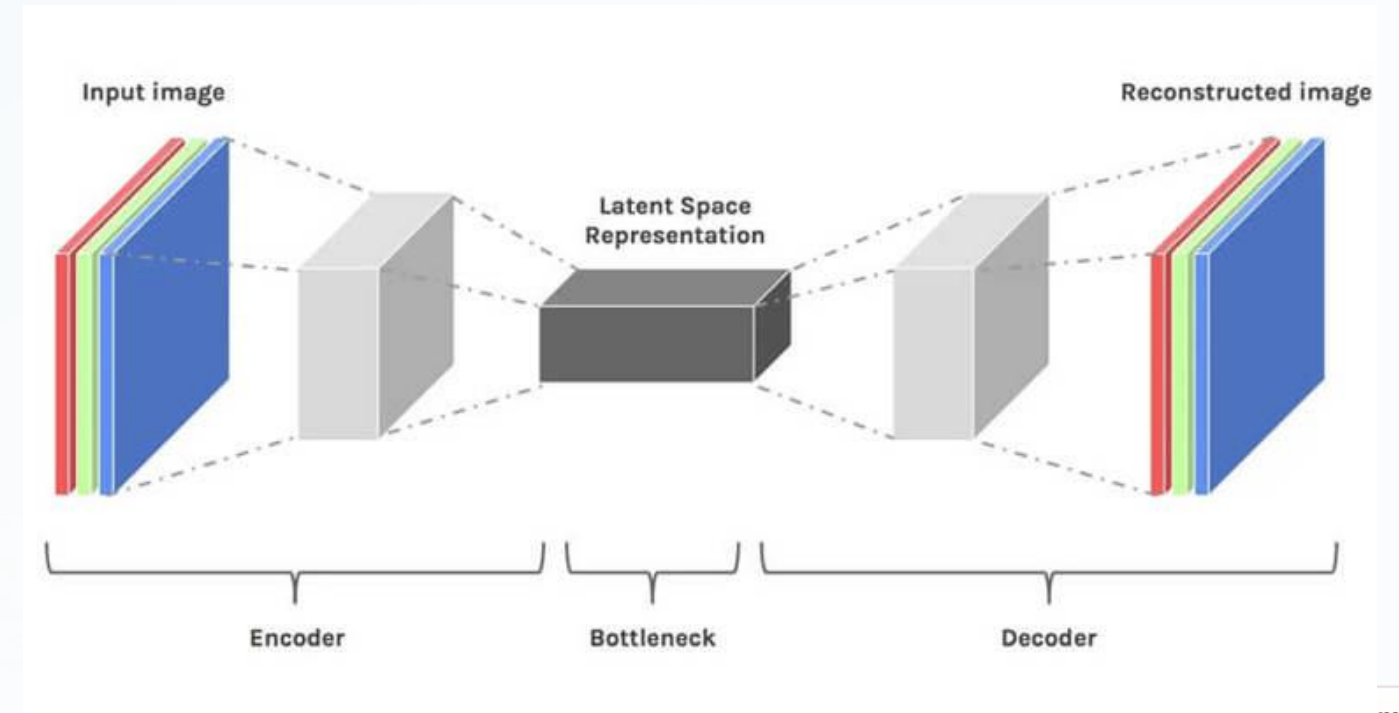 Input image
Reconstructed image
Latent Space
Representation
Encoder
Bottleneck
Decoder